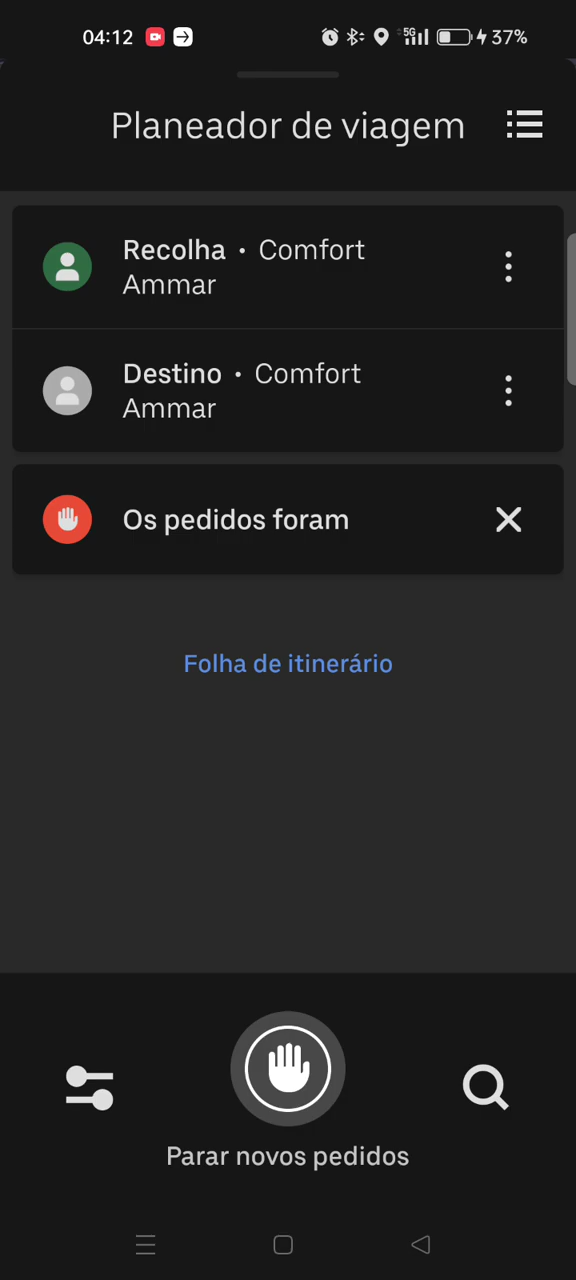 04:12 5G 37%
Planeador de viagem
Recolha • Comfort
Ammar
Destino • Comfort
Ammar
Os pedidos foram
Folha de itinerário
Parar novos pedidos